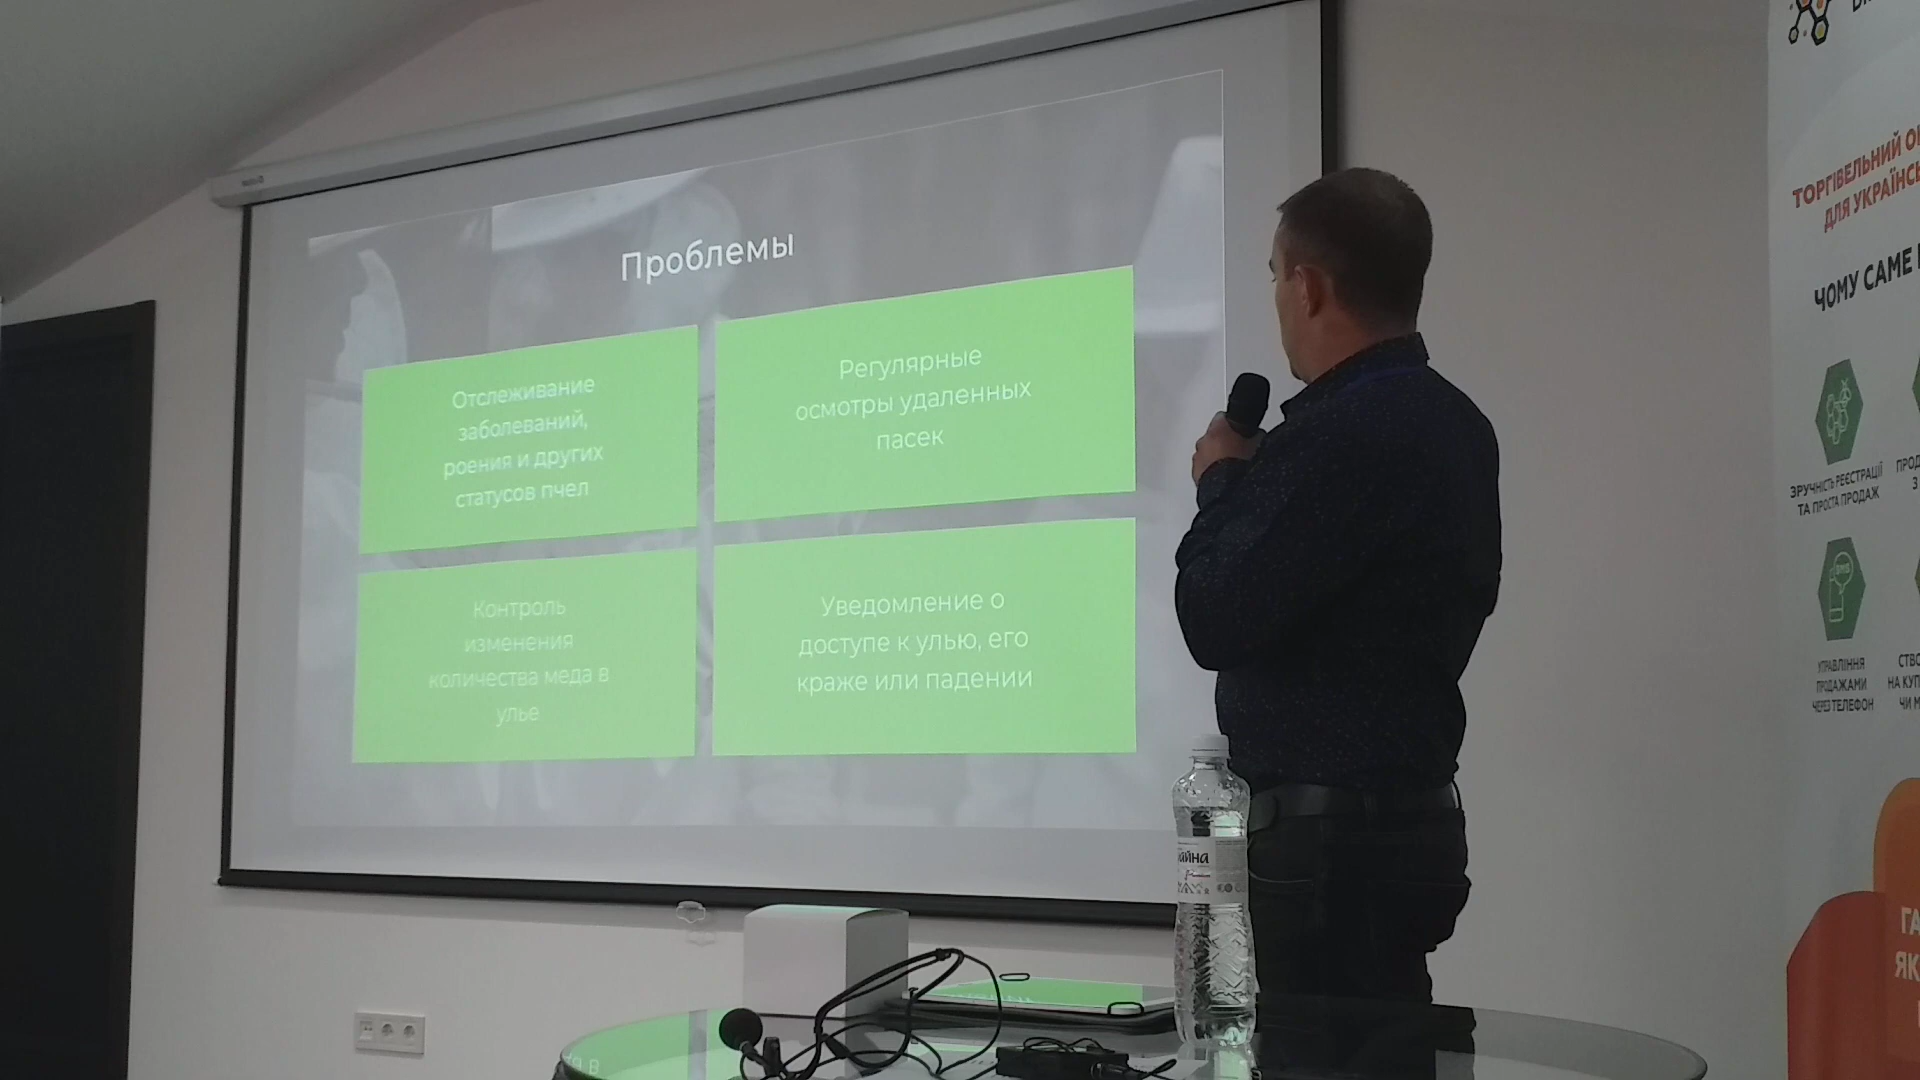 Проблемы
Отслеживание
заболеваний,
роения и других
статусов пчел
Регулярные
осмотры удаленных
пасек
Контроль
изменения
количества меда в
улье
Уведомление о
доступе к улью, его
краже или падении
ТОРГІВЕЛЬНИЙ
ДЛЯ
ЧОМУ САМЕ
ЗРУЧНІСТЬ РЕЄСТРАЦІЇ
ТА ПРОСТА ПРОДАЖ
SMS
УПРАВЛІННЯ
ПРОДАЖАМИ
ЧЕРЕЗ ТЕЛЕФОН